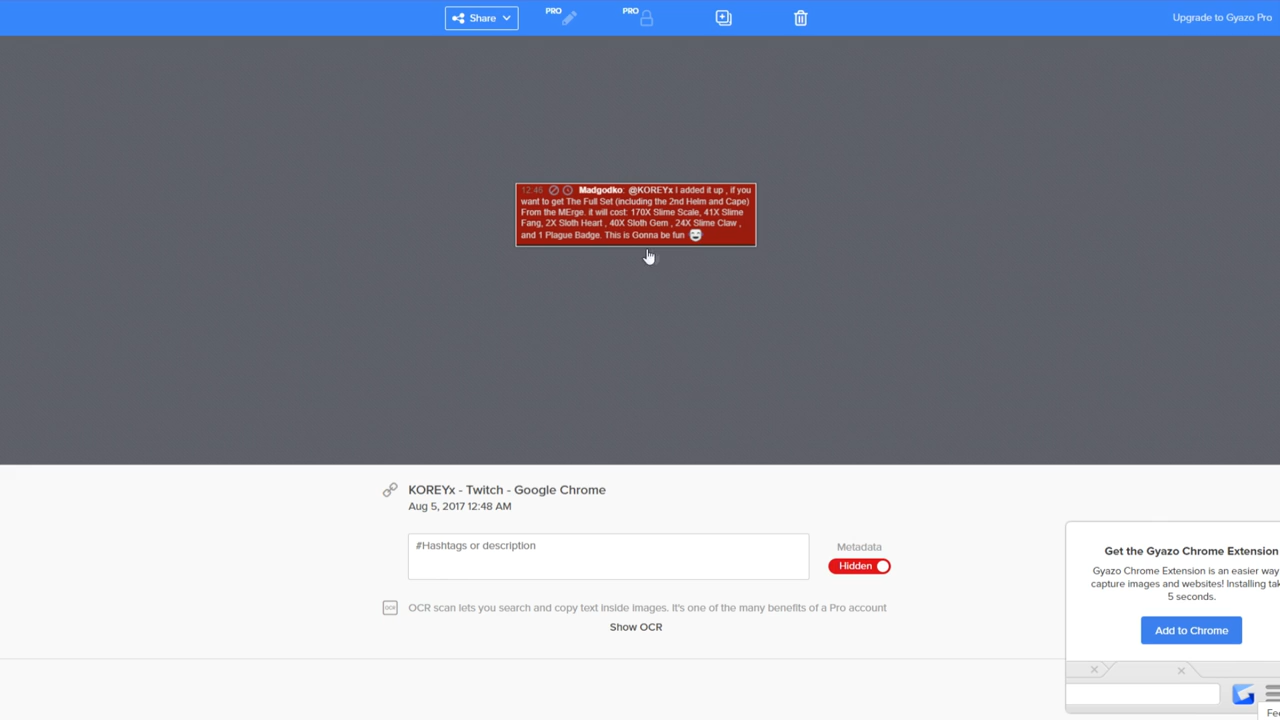 Share
PRO
PRO
Upgrade to Gyazo Pro
12:46 Madgodko: @KOREYx I added it up , if you
want to get The Full Set (including the 2nd Helm and Cape)
From the MErge. it will cost: 170X Slime Scale, 41X Slime
Fang, 2X Sloth Heart , 40X Sloth Gem , 24X Slime Claw ,
and 1 Plague Badge. This is Gonna be fun
KOREYx - Twitch - Google Chrome
Aug 5, 2017 12:48 AM
#Hashtags or description
Metadata
Hidden
OCR
OCR scan lets you search and copy text inside images. It's one of the many benefits of a Pro account
Show OCR
Get the Gyazo Chrome Extension
Gyazo Chrome Extension is an easier way
capture images and websites! Installing tak
5 seconds.
Add to Chrome
Fee